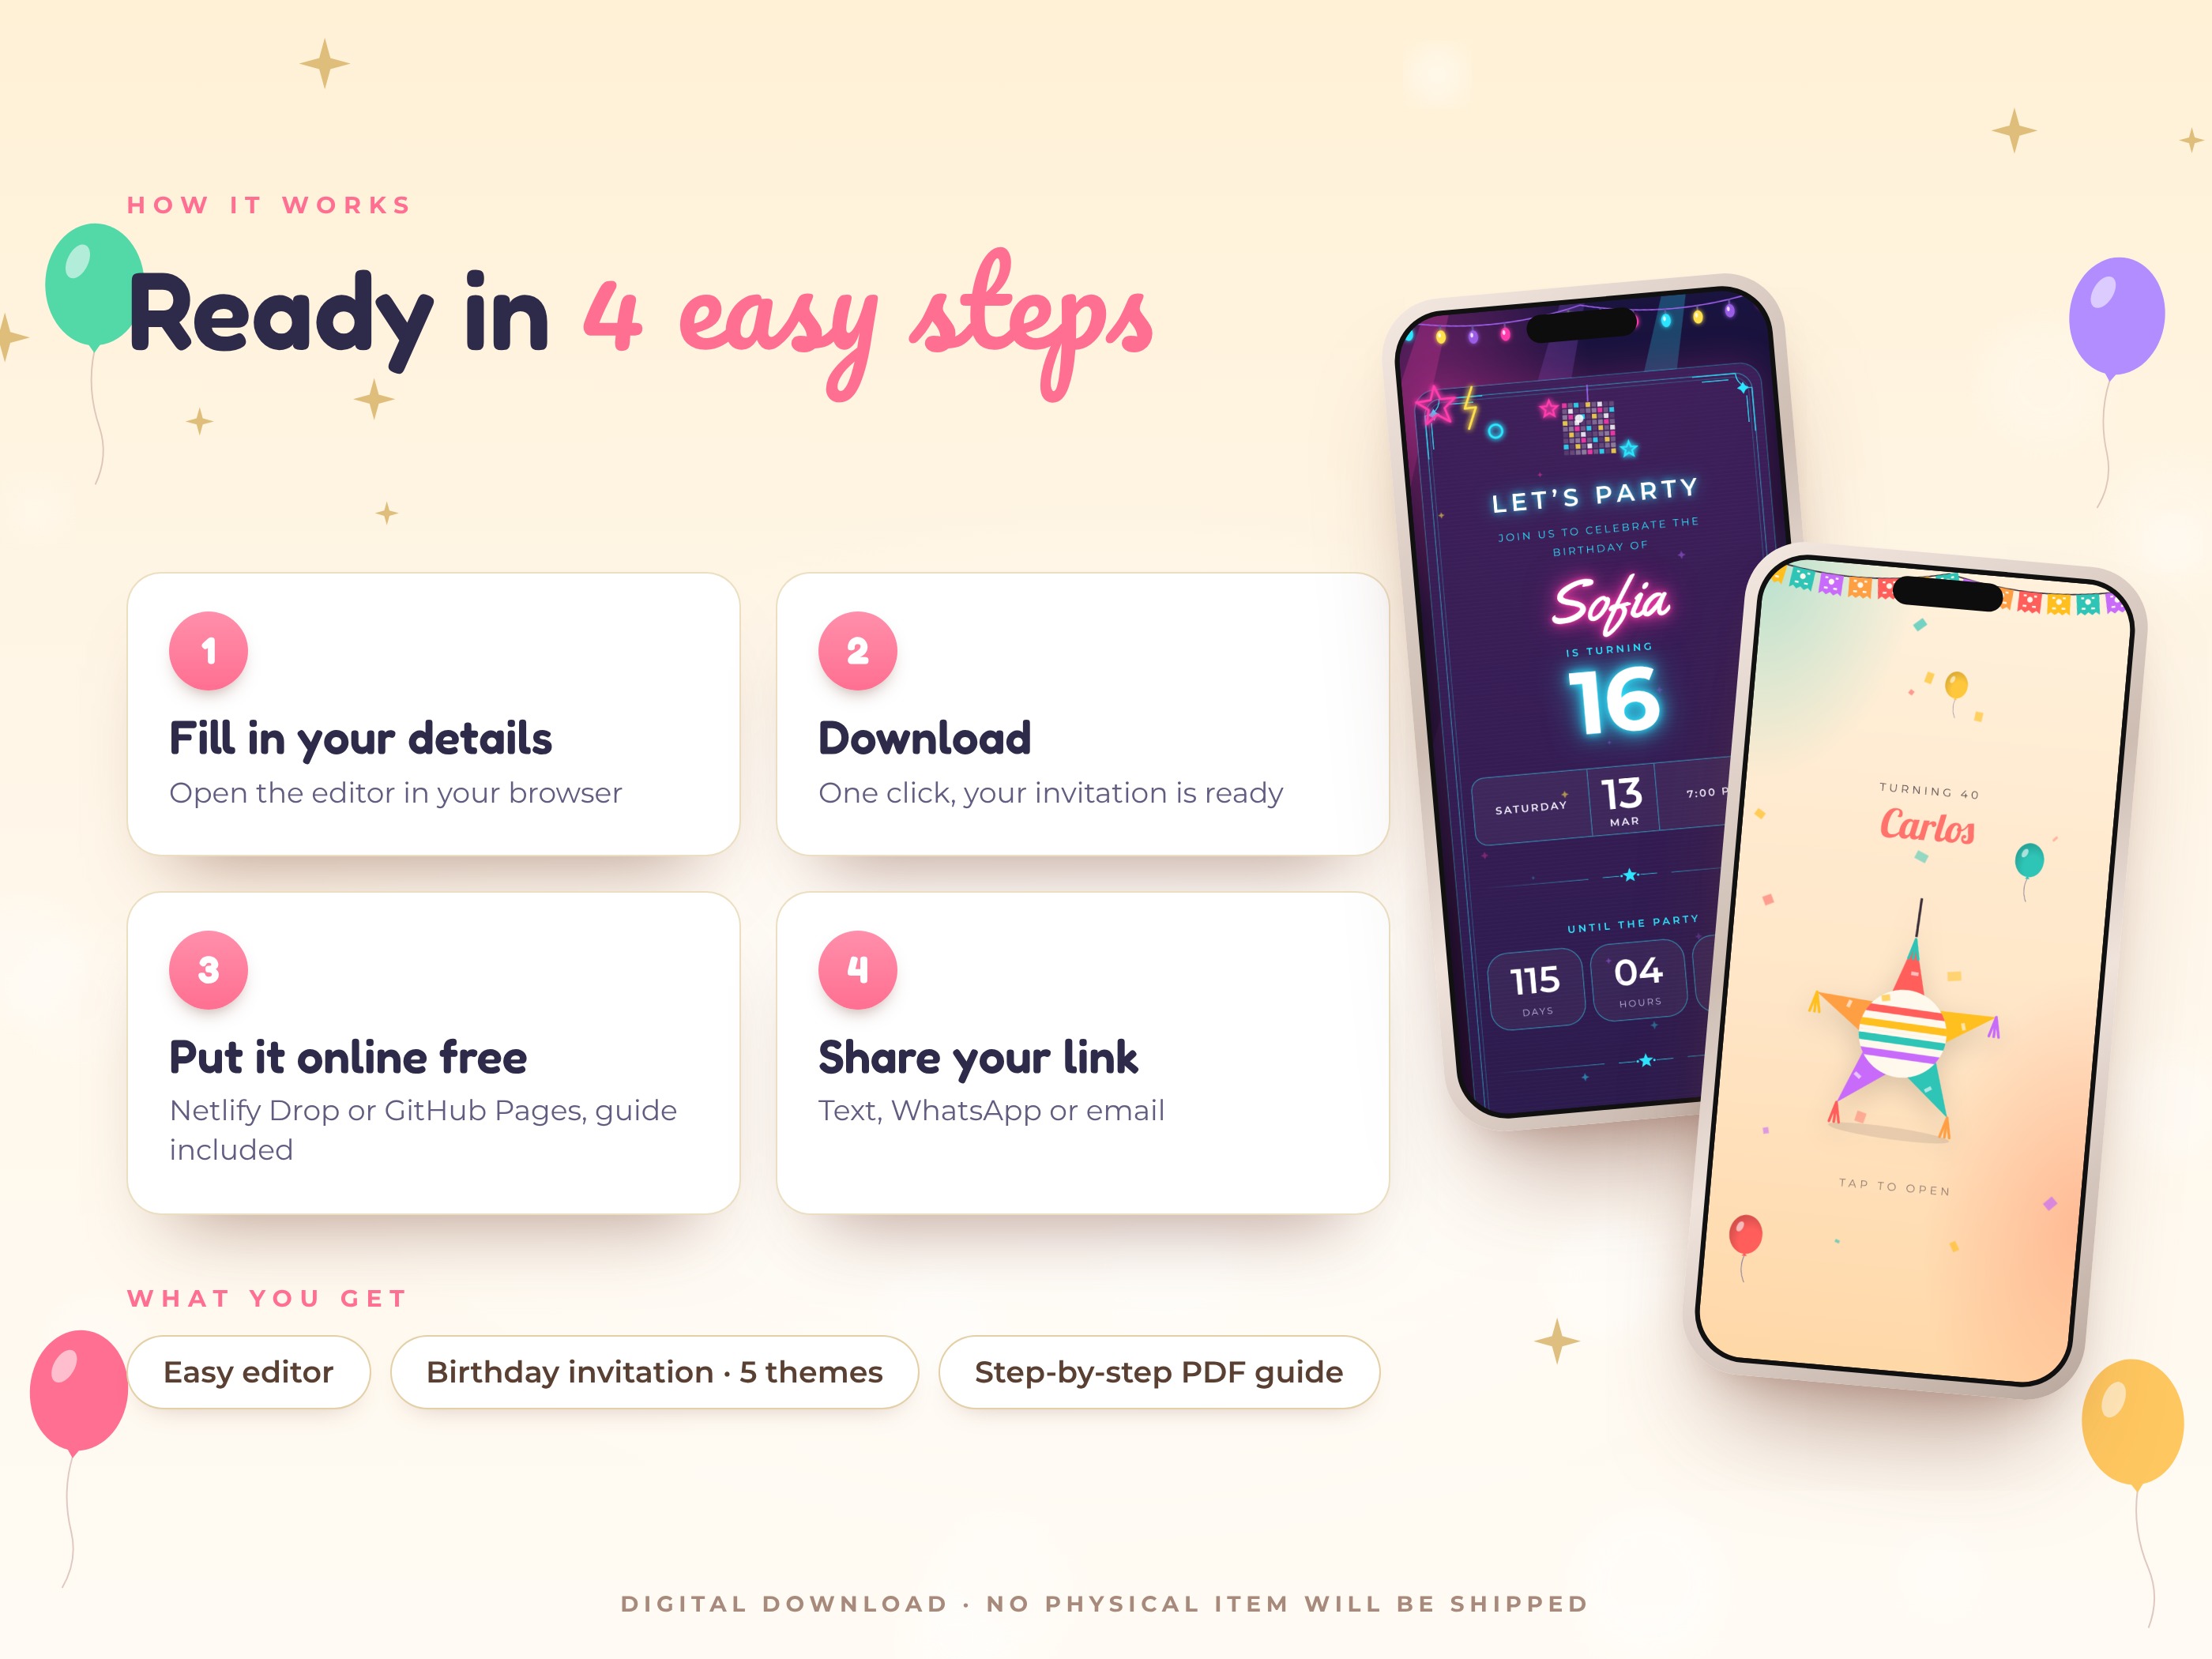 HOW IT WORKS
Ready in 4 easy steps
1
Fill in your details
Open the editor in your browser
2
Download
One click, your invitation is ready
3
Put it online free
Netlify Drop or GitHub Pages, guide
included
4
Share your link
Text, WhatsApp or email
WHAT YOU GET
Easy editor
Birthday invitation · 5 themes
Step-by-step PDF guide
LET’S PARTY
JOIN US TO CELEBRATE THE
BIRTHDAY OF
Sofia
IS TURNING
16
SATURDAY
13
MAR
7:00 P
UNTIL THE PARTY
115
DAYS
04
HOURS
TURNING 40
Carlos
TAP TO OPEN
DIGITAL DOWNLOAD · NO PHYSICAL ITEM WILL BE SHIPPED